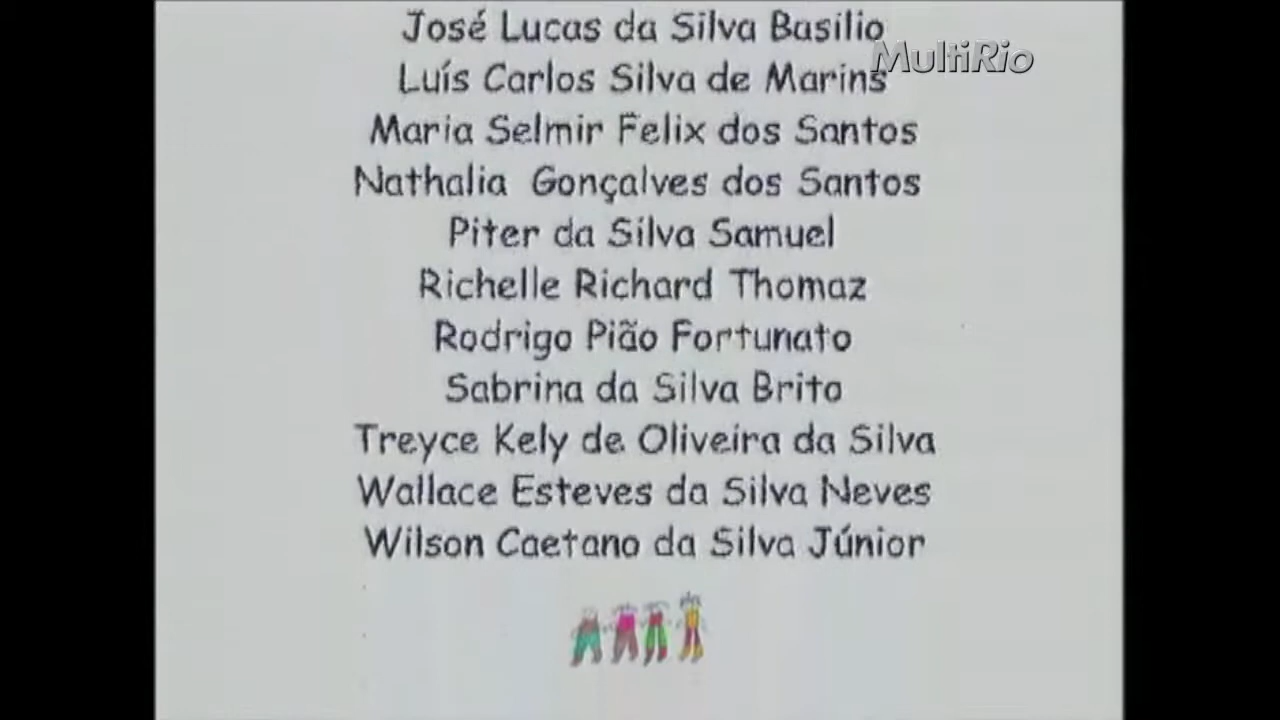 José Lucas da Silva Basilio
MultiRio
Luís Carlos Silva de Marins
Maria Selmir Felix dos Santos
Nathalia Gonçalves dos Santos
Piter da Silva Samuel
Richelle Richard Thomaz
Rodrigo Pião Fortunato
Sabrina da Silva Brito
Treyce Kely de Oliveira da Silva
Wallace Esteves da Silva Neves
Wilson Caetano da Silva Júnior